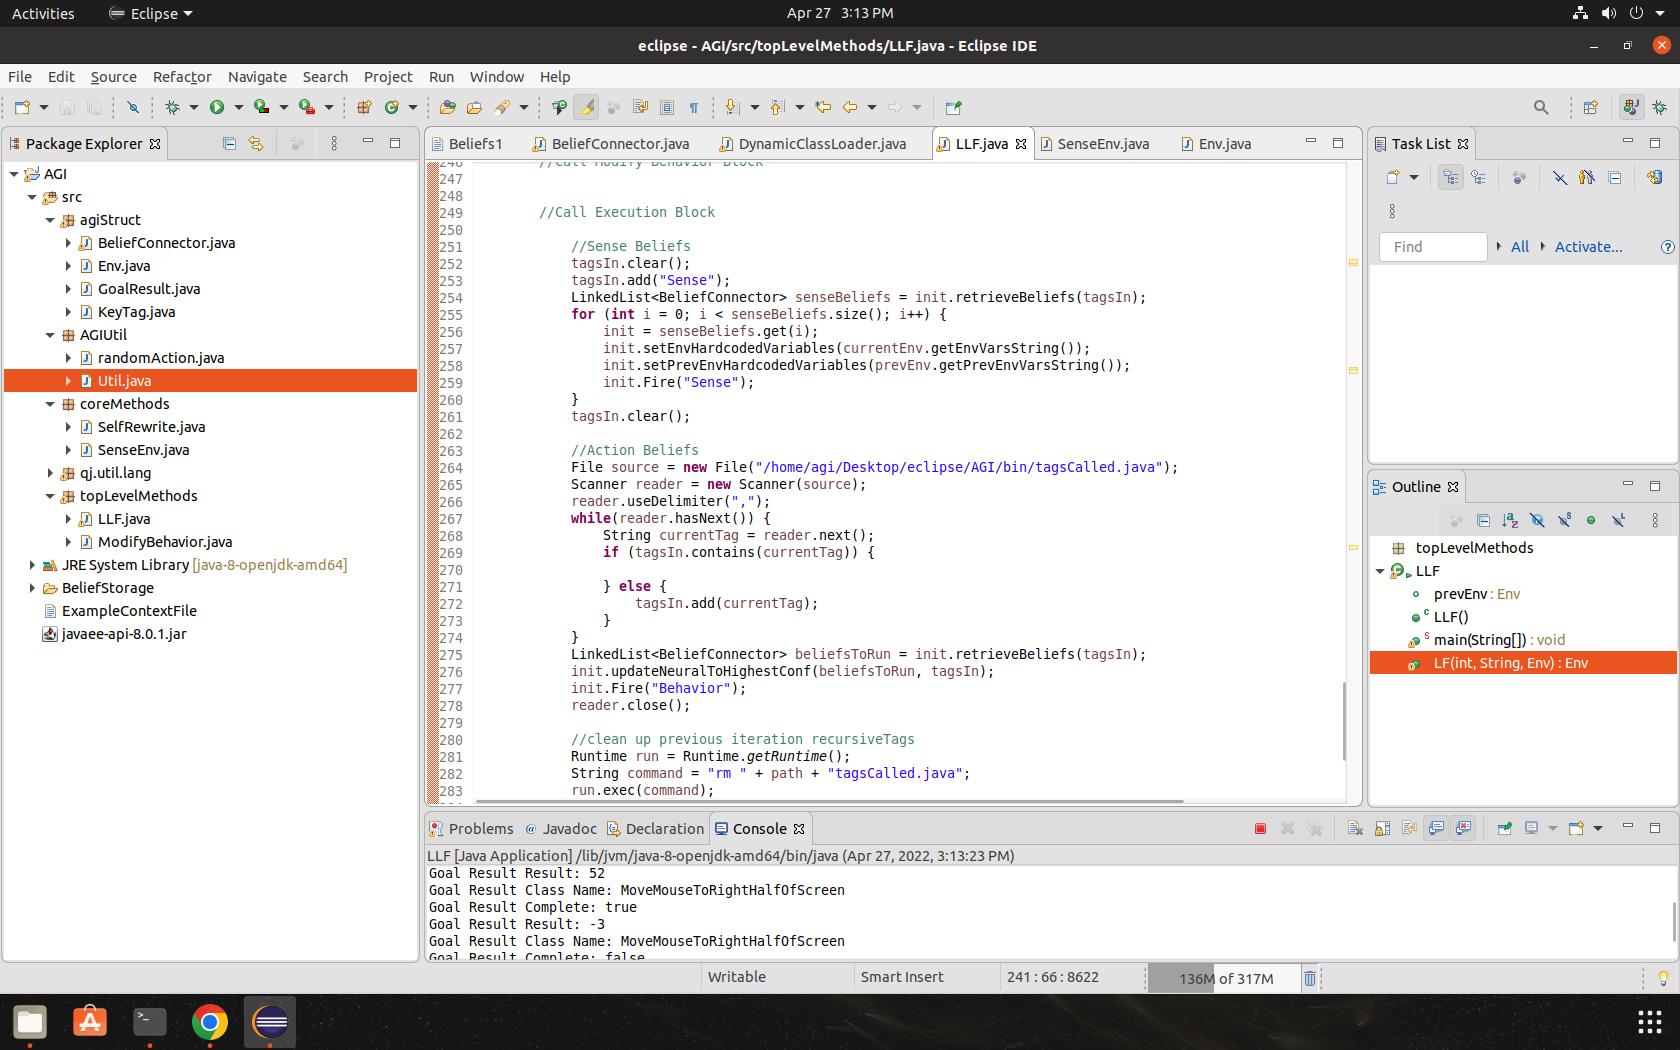 Activities Eclipse Apr 27 3:13 PM
eclipse - AGI/src/topLevelMethods/LLF.java - Eclipse IDE
File Edit Source Refactor Navigate Search Project Run Window Help
Package Explorer
AGI
src
agiStruct
BeliefConnector.java
Env.java
GoalResult.java
KeyTag.java
AGIUtil
randomAction.java
Util.java
coreMethods
SelfRewrite.java
SenseEnv.java
qj.util.lang
topLevelMethods
LLF.java
ModifyBehavior.java
JRE System Library [java-8-openjdk-amd64]
BeliefStorage
ExampleContextFile
javaee-api-8.0.1.jar
Beliefs1 BeliefConnector.java DynamicClassLoader.java LLF.java SenseEnv.java Env.java
246 //Call Modify Behavior Block
247
248
249 //Call Execution Block
250
251 //Sense Beliefs
252 tagsIn.clear();
253 tagsIn.add("Sense");
254 LinkedList<BeliefConnector> senseBeliefs = init.retrieveBeliefs(tagsIn);
255 for (int i = 0; i < senseBeliefs.size(); i++) {
256 init = senseBeliefs.get(i);
257 init.setEnvHardcodedVariables(currentEnv.getEnvVarsString());
258 init.setPrevEnvHardcodedVariables(prevEnv.getPrevEnvVarsString());
259 init.Fire("Sense");
260 }
261 tagsIn.clear();
262
263 //Action Beliefs
264 File source = new File("/home/agi/Desktop/eclipse/AGI/bin/tagsCalled.java");
265 Scanner reader = new Scanner(source);
266 reader.useDelimiter(",");
267 while(reader.hasNext()) {
268 String currentTag = reader.next();
269 if (tagsIn.contains(currentTag)) {
270
271 } else {
272 tagsIn.add(currentTag);
273 }
274 }
275 LinkedList<BeliefConnector> beliefsToRun = init.retrieveBeliefs(tagsIn);
276 init.updateNeuralToHighestConf(beliefsToRun, tagsIn);
277 init.Fire("Behavior");
278 reader.close();
279
280 //clean up previous iteration recursiveTags
281 Runtime run = Runtime.getRuntime();
282 String command = "rm " + path + "tagsCalled.java";
283 run.exec(command);
Task List
Find All Activate...
Outline
topLevelMethods
LLF
prevEnv : Env
LLF()
main(String[]) : void
LF(int, String, Env) : Env
Problems Javadoc Declaration Console
LLF [Java Application] /lib/jvm/java-8-openjdk-amd64/bin/java (Apr 27, 2022, 3:13:23 PM)
Goal Result Result: 52
Goal Result Class Name: MoveMouseToRightHalfOfScreen
Goal Result Complete: true
Goal Result Result: -3
Goal Result Class Name: MoveMouseToRightHalfOfScreen
Goal Result Complete: false
Writable Smart Insert 241 : 66 : 8622 136M of 317M